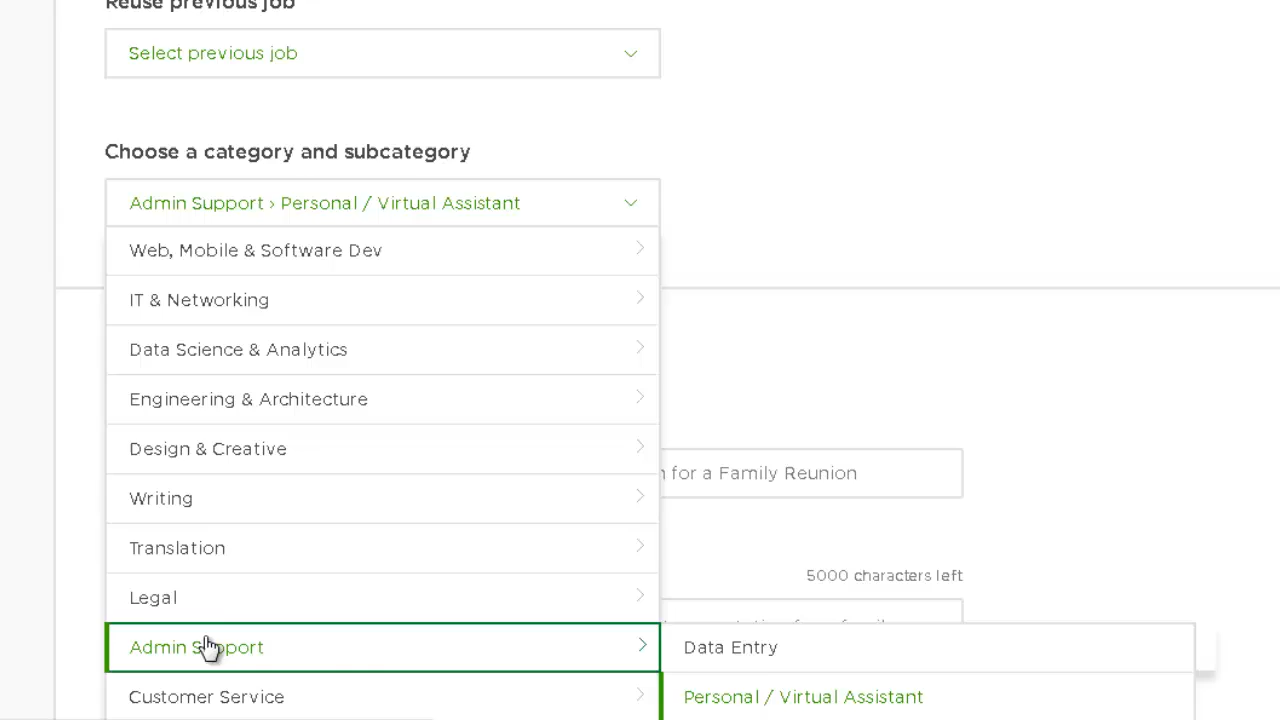 Reuse previous job
Select previous job
Choose a category and subcategory
Admin Support › Personal / Virtual Assistant
Web, Mobile & Software Dev
IT & Networking
Data Science & Analytics
Engineering & Architecture
Design & Creative
for a Family Reunion
Writing
Translation
5000 characters left
Legal
Admin Support
Data Entry
Customer Service
Personal / Virtual Assistant